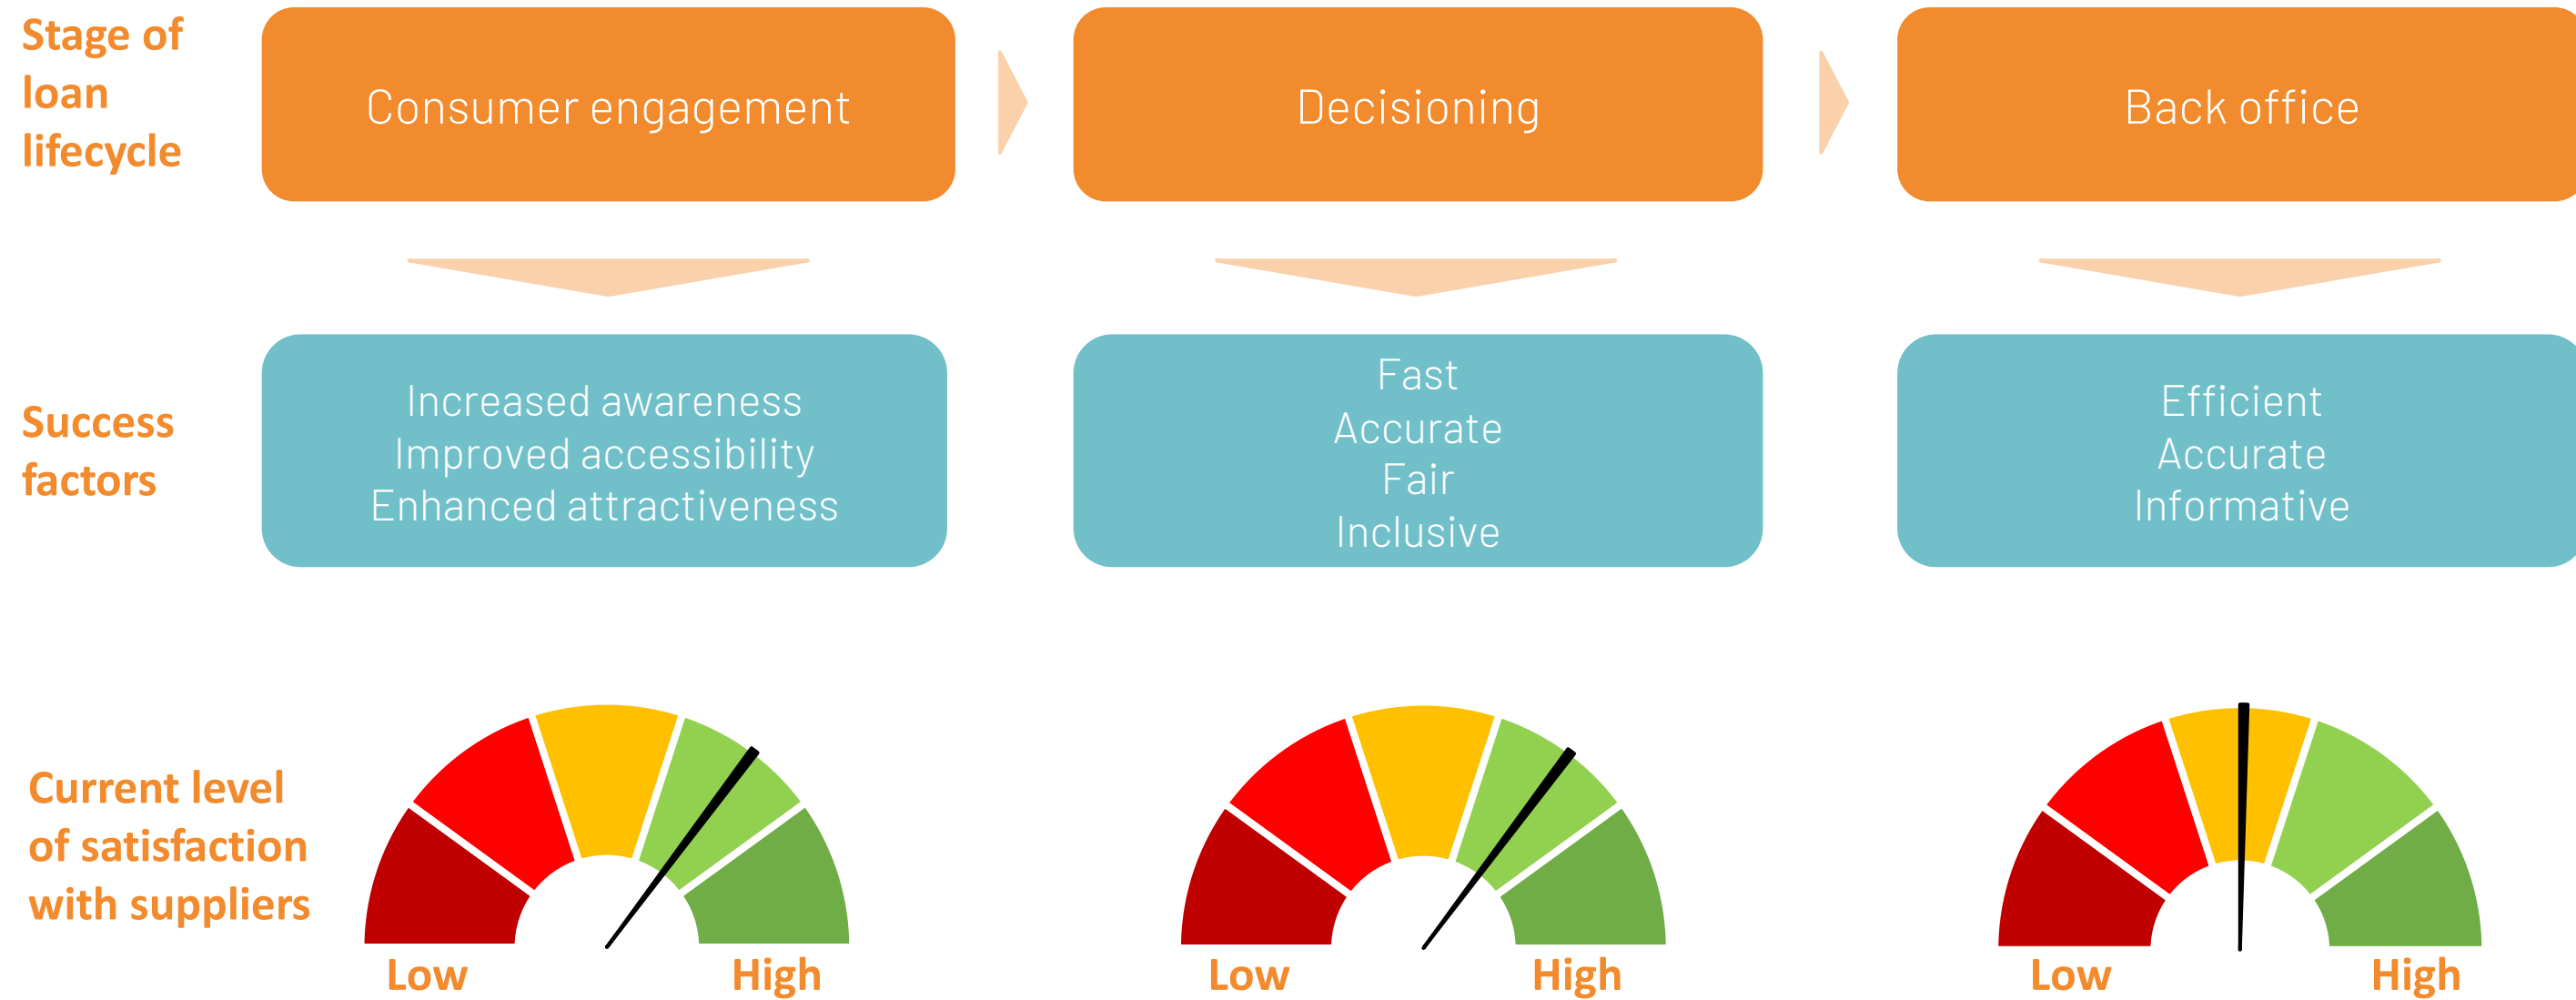 Stage of
loan
lifecycle
Consumer engagement
Decisioning
Back office
Success
factors
Increased awareness
Improved accessibility
Enhanced attractiveness
Fast
Accurate
Fair
Inclusive
Efficient
Accurate
Informative
Current level
of satisfaction
with suppliers
Low
High
Low
High
Low
High